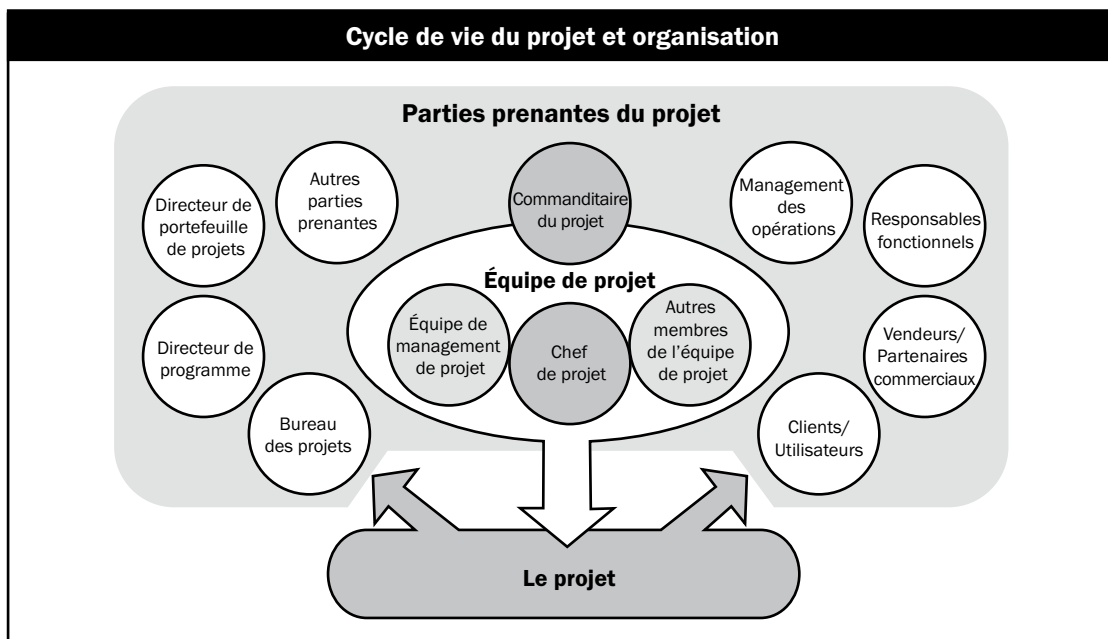 Cycle de vie du projet et organisation
Parties prenantes du projet
Directeur de
portefeuille
de projets
Autres
parties
prenantes
Commanditaire
du projet
Management
des
opérations
Responsables
fonctionnels
Équipe de projet
Équipe de
management
de projet
Chef
de projet
Autres
membres
de l'équipe
de projet
Directeur de
programme
Vendeurs/
Partenaires
commerciaux
Bureau
des projets
Clients/
Utilisateurs
Le projet